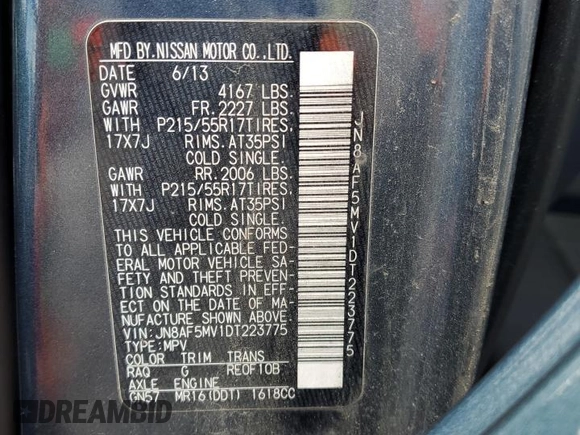 MFD BY.NISSAN MOTOR CO.,LTD.
DATE 6/13
GVWR 4167 LBS.
GAWR FR. 2227 LBS.
WITH P215/55R17TIRES.
17X7J RIMS. AT35PSI
COLD SINGLE.
GAWR RR. 2006 LBS.
WITH P215/55R17TIRES.
17X7J RIMS. AT35PSI
COLD SINGLE.
THIS VEHICLE CONFORMS
TO ALL APPLICABLE FED-
ERAL MOTOR VEHICLE SA-
FETY AND THEFT PREVEN-
TION STANDARDS IN EFF-
ECT ON THE DATE OF MA-
NUFACTURE SHOWN ABOVE.
VIN: JN8AF5MV1DT223775
TYPE: MPV
COLOR TRIM TRANS
RAQ G RE0F10B
AXLE ENGINE
GN57 MR16(DDT) 1618CC
JN8AF5MV1DT223775
DREAMBID